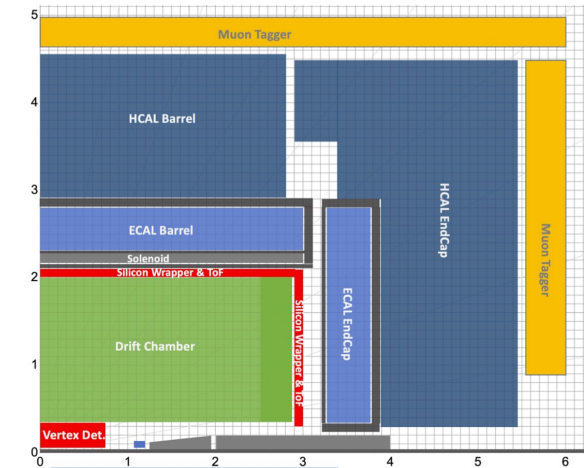 5
Muon Tagger
4
HCAL Barrel
3
HCAL EndCap
ECAL Barrel
Muon Tagger
Solenoid
2
Silicon Wrapper & ToF
ECAL EndCap
Silicon Wrapper & ToF
Drift Chamber
1
Vertex Det.
0
0
1
2
3
4
5
6